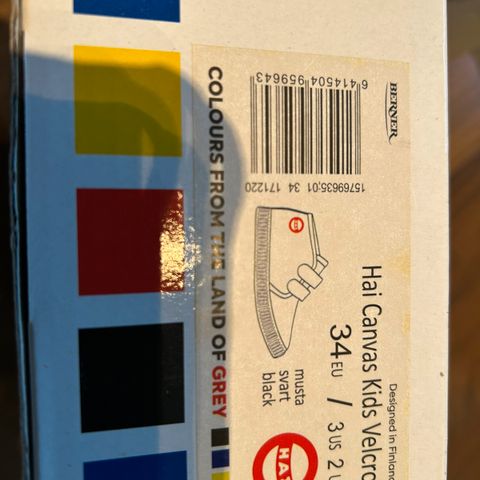 COLOURS FROM THE LAND OF GREY
6 414504 959643
15769635;01 34 171220
BERNER
Designed in Finland
Hai Canvas Kids Velcro
34 EU / 3 US 2 U
musta
svart
black